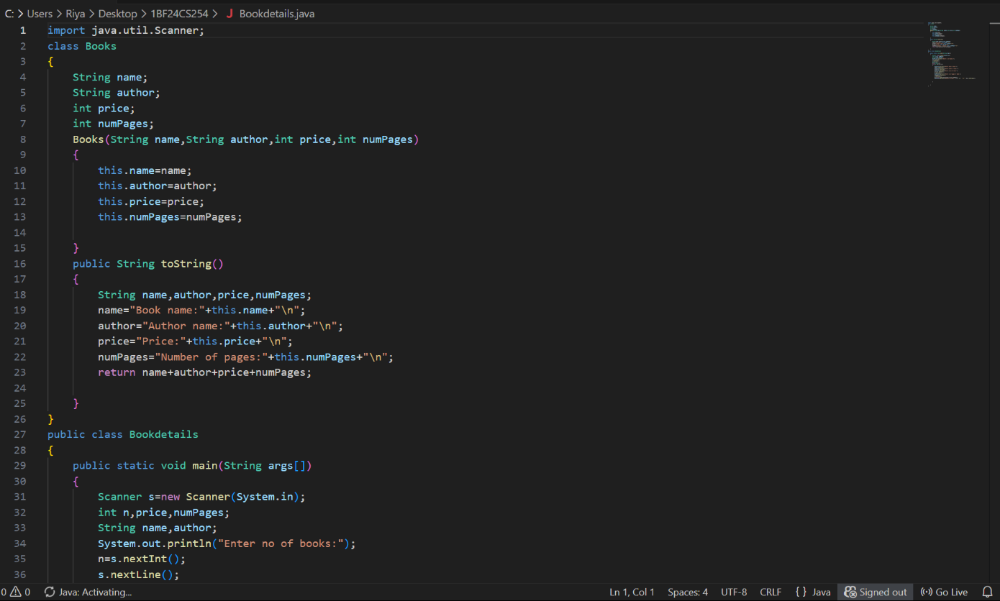 C: > Users > Riya > Desktop > 1BF24CS254 > J Bookdetails.java
1 import java.util.Scanner;
2 class Books
3 {
4     String name;
5     String author;
6     int price;
7     int numPages;
8     Books(String name,String author,int price,int numPages)
9     {
10         this.name=name;
11         this.author=author;
12         this.price=price;
13         this.numPages=numPages;
14
15     }
16     public String toString()
17     {
18         String name,author,price,numPages;
19         name="Book name:"+this.name+"\n";
20         author="Author name:"+this.author+"\n";
21         price="Price:"+this.price+"\n";
22         numPages="Number of pages:"+this.numPages+"\n";
23         return name+author+price+numPages;
24
25     }
26 }
27 public class Bookdetails
28 {
29     public static void main(String args[])
30     {
31         Scanner s=new Scanner(System.in);
32         int n,price,numPages;
33         String name,author;
34         System.out.println("Enter no of books:");
35         n=s.nextInt();
36         s.nextLine();
0 0 Java: Activating... Ln 1, Col 1 Spaces: 4 UTF-8 CRLF { } Java Signed out Go Live